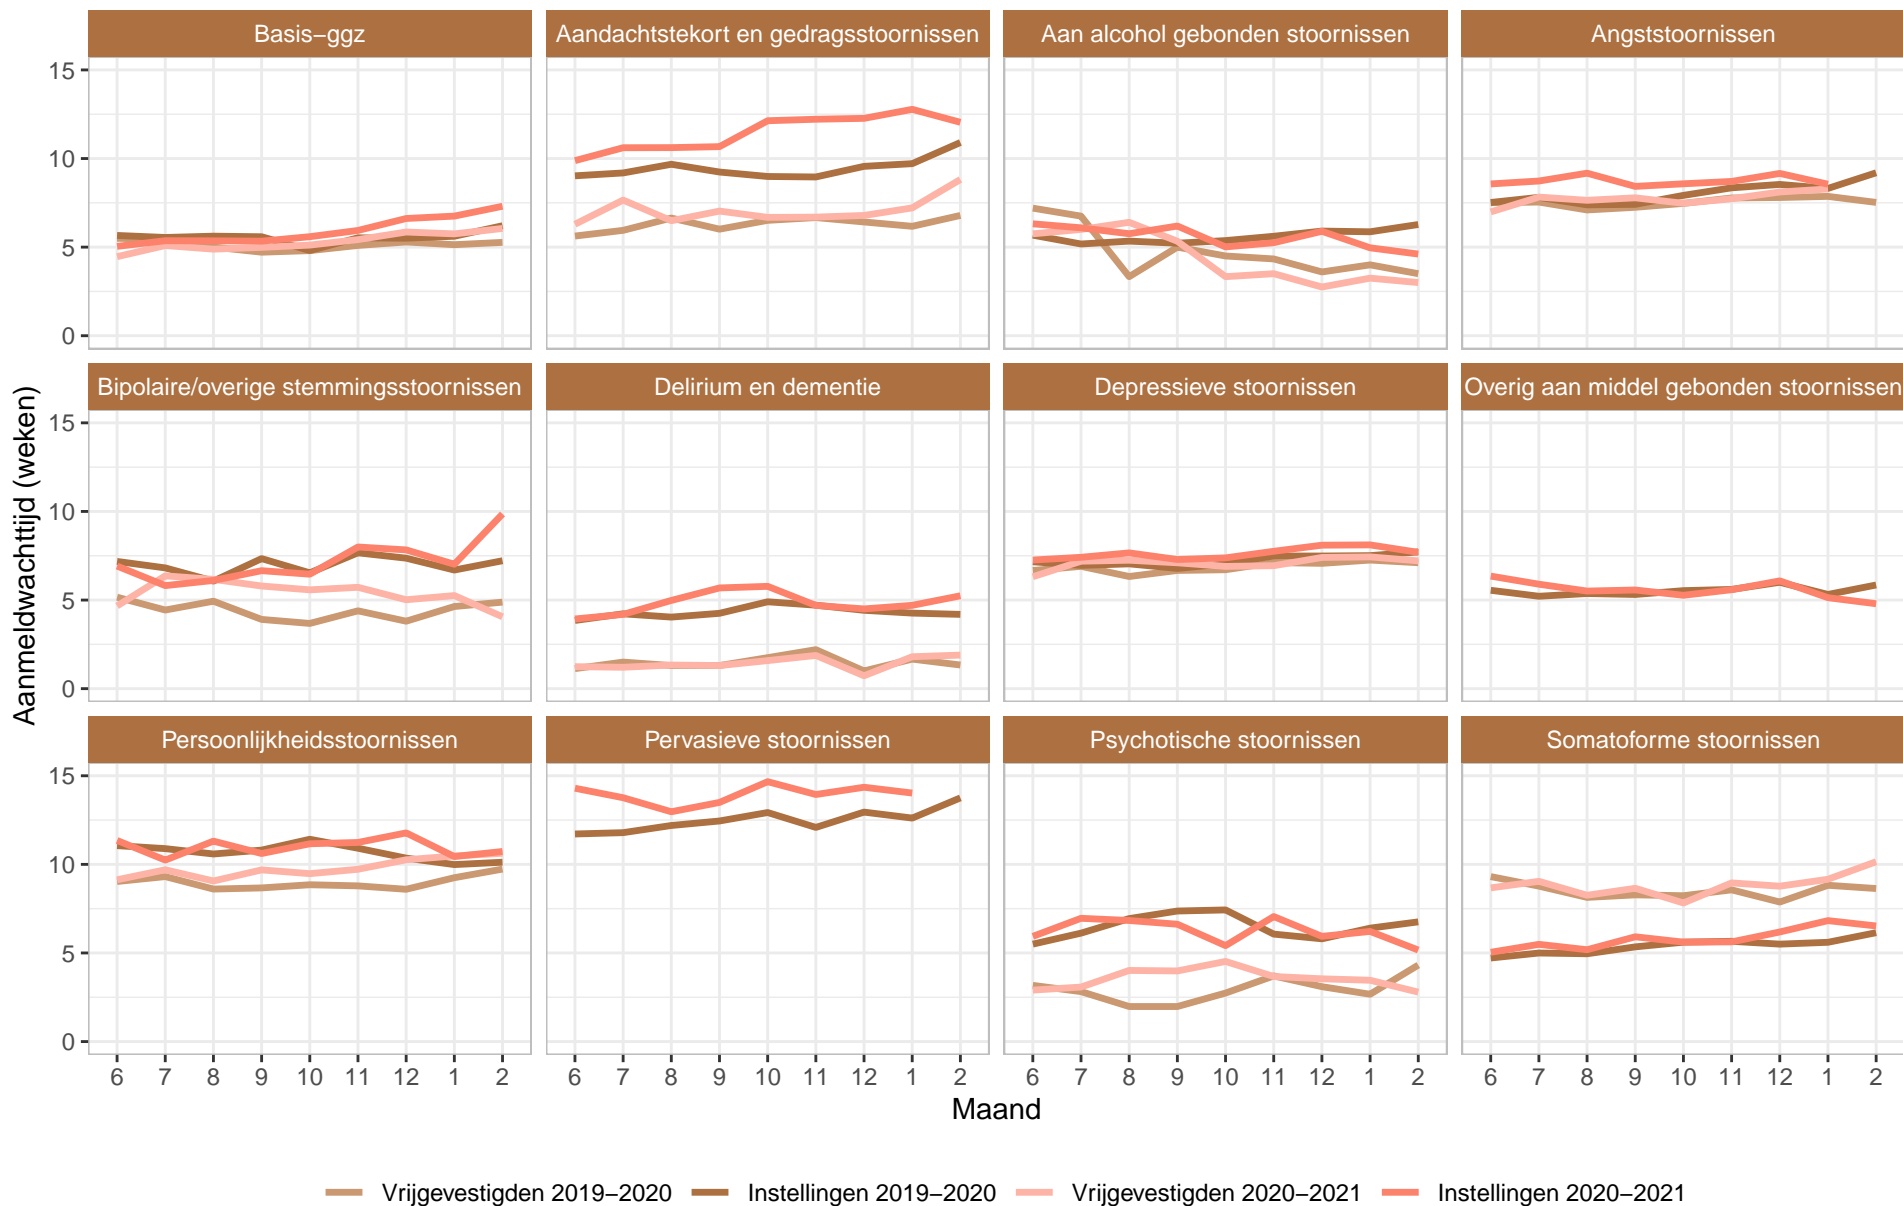 Basis−ggz
Aandachtstekort en gedragsstoornissen
Aan alcohol gebonden stoornissen
Angststoornissen
15
10
5
0
Bipolaire/overige stemmingsstoornissen
Delirium en dementie
Depressieve stoornissen
Overig aan middel gebonden stoornissen
15
10
5
0
Aanmeldwachttijd (weken)
Persoonlijkheidsstoornissen
Pervasieve stoornissen
Psychotische stoornissen
Somatoforme stoornissen
15
10
5
0
6 7 8 9 10 11 12 1 2
6 7 8 9 10 11 12 1 2
6 7 8 9 10 11 12 1 2
6 7 8 9 10 11 12 1 2
Maand
Vrijgevestigden 2019−2020
Instellingen 2019−2020
Vrijgevestigden 2020−2021
Instellingen 2020−2021